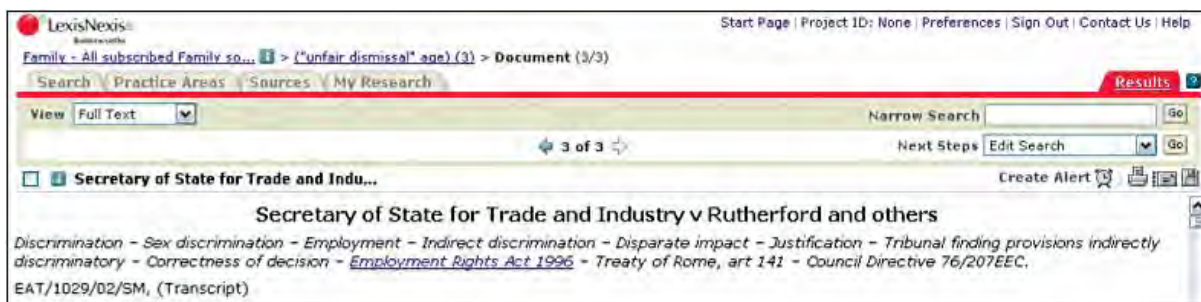 LexisNexis
Butterworths
Start Page | Project ID: None | Preferences | Sign Out | Contact Us | Help
Family - All subscribed Family so... i > ("unfair dismissal" age) (3) > Document (3/3)
Search Practice Areas Sources My Research Results ?
View Full Text Narrow Search Go
3 of 3 Next Steps Edit Search Go
i Secretary of State for Trade and Indu... Create Alert
Secretary of State for Trade and Industry v Rutherford and others
Discrimination – Sex discrimination – Employment – Indirect discrimination – Disparate impact – Justification – Tribunal finding provisions indirectly
discriminatory – Correctness of decision – Employment Rights Act 1996 – Treaty of Rome, art 141 – Council Directive 76/207EEC.
EAT/1029/02/SM, (Transcript)